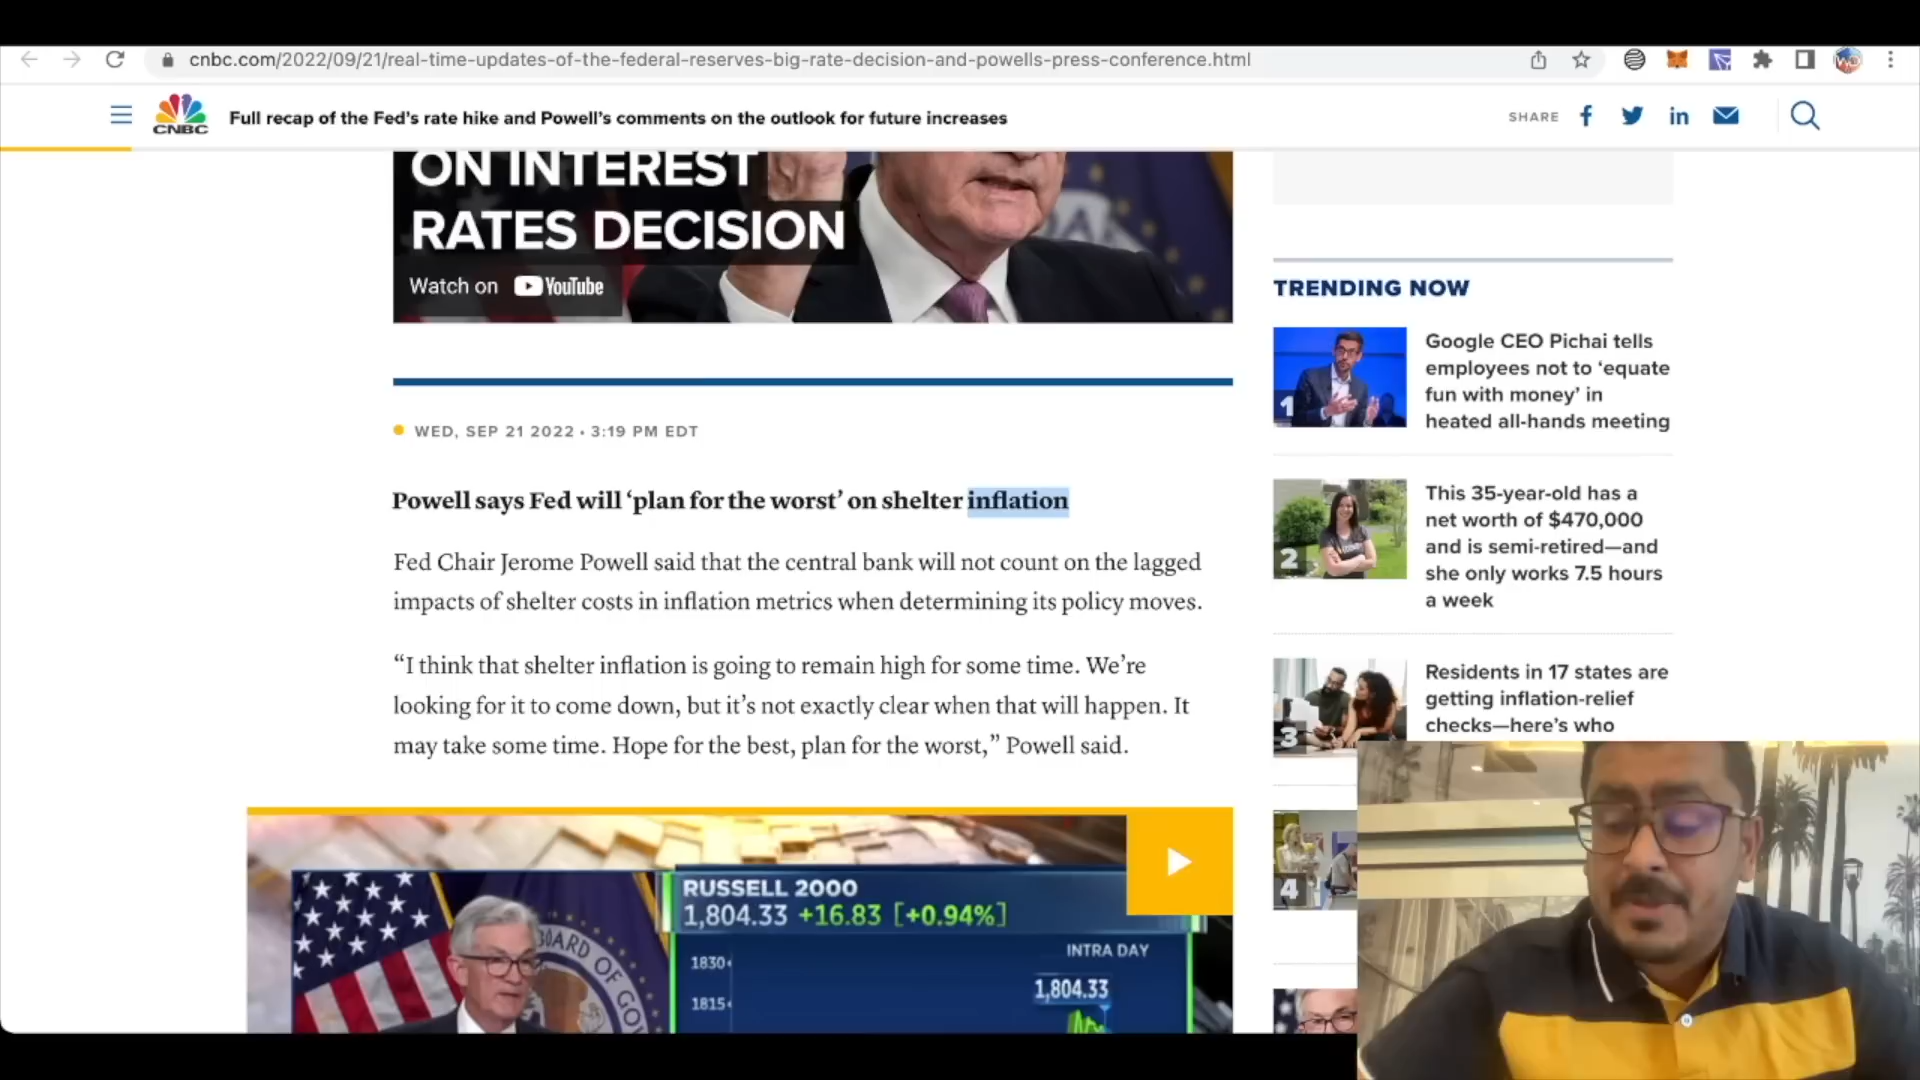 cnbc.com/2022/09/21/real-time-updates-of-the-federal-reserves-big-rate-decision-and-powells-press-conference.html
CNBC
Full recap of the Fed's rate hike and Powell's comments on the outlook for future increases
SHARE
ON INTEREST
RATES DECISION
Watch on YouTube
WED, SEP 21 2022 • 3:19 PM EDT
Powell says Fed will ‘plan for the worst’ on shelter inflation
Fed Chair Jerome Powell said that the central bank will not count on the lagged
impacts of shelter costs in inflation metrics when determining its policy moves.
“I think that shelter inflation is going to remain high for some time. We’re
looking for it to come down, but it’s not exactly clear when that will happen. It
may take some time. Hope for the best, plan for the worst,” Powell said.
RUSSELL 2000
1,804.33 +16.83 [+0.94%]
INTRA DAY
1830
1,804.33
1815
BOARD OF GOV
TRENDING NOW
1
Google CEO Pichai tells
employees not to ‘equate
fun with money’ in
heated all-hands meeting
2
This 35-year-old has a
net worth of $470,000
and is semi-retired—and
she only works 7.5 hours
a week
3
Residents in 17 states are
getting inflation-relief
checks—here’s who
4